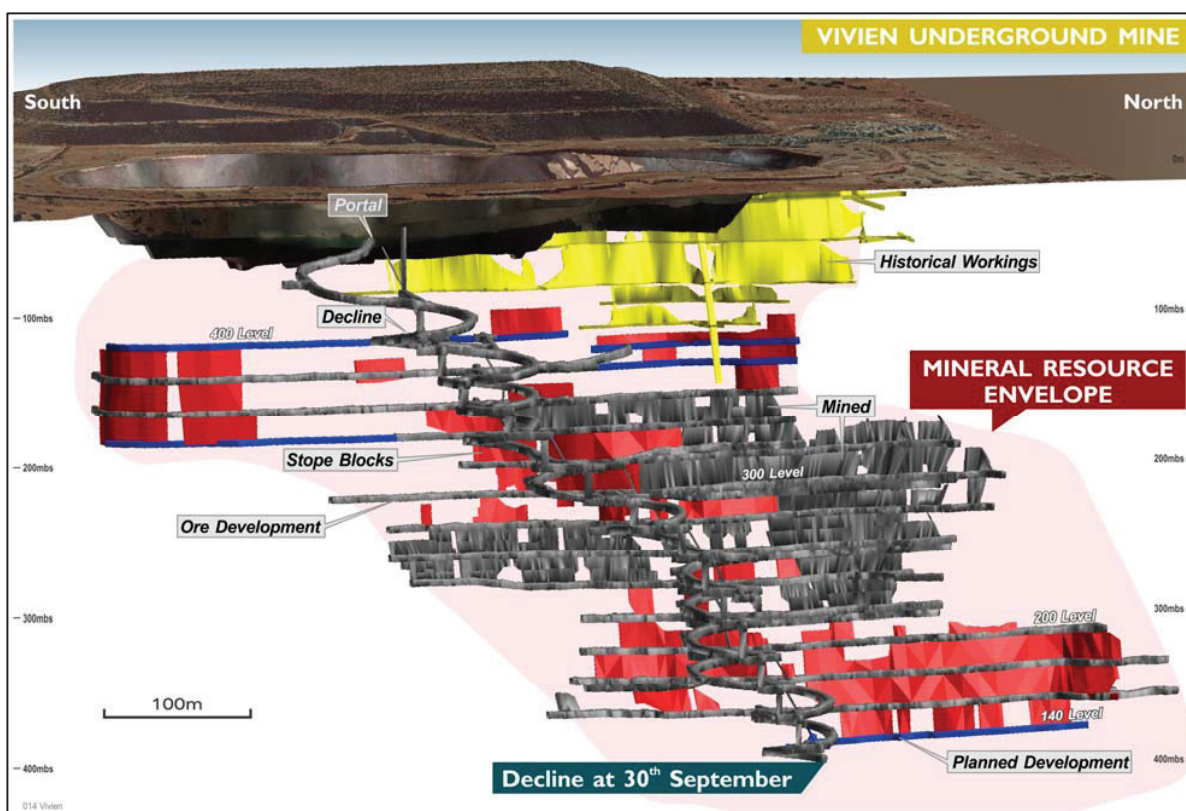 VIVIEN UNDERGROUND MINE
South
North
0m
Portal
Historical Workings
100mbs
100mbs
Decline
400 Level
MINERAL RESOURCE
ENVELOPE
Mined
Stope Blocks
200mbs
200mbs
300 Level
Ore Development
300mbs
300mbs
200 Level
100m
140 Level
Planned Development
400mbs
400mbs
Decline at 30th September
014 Vivien